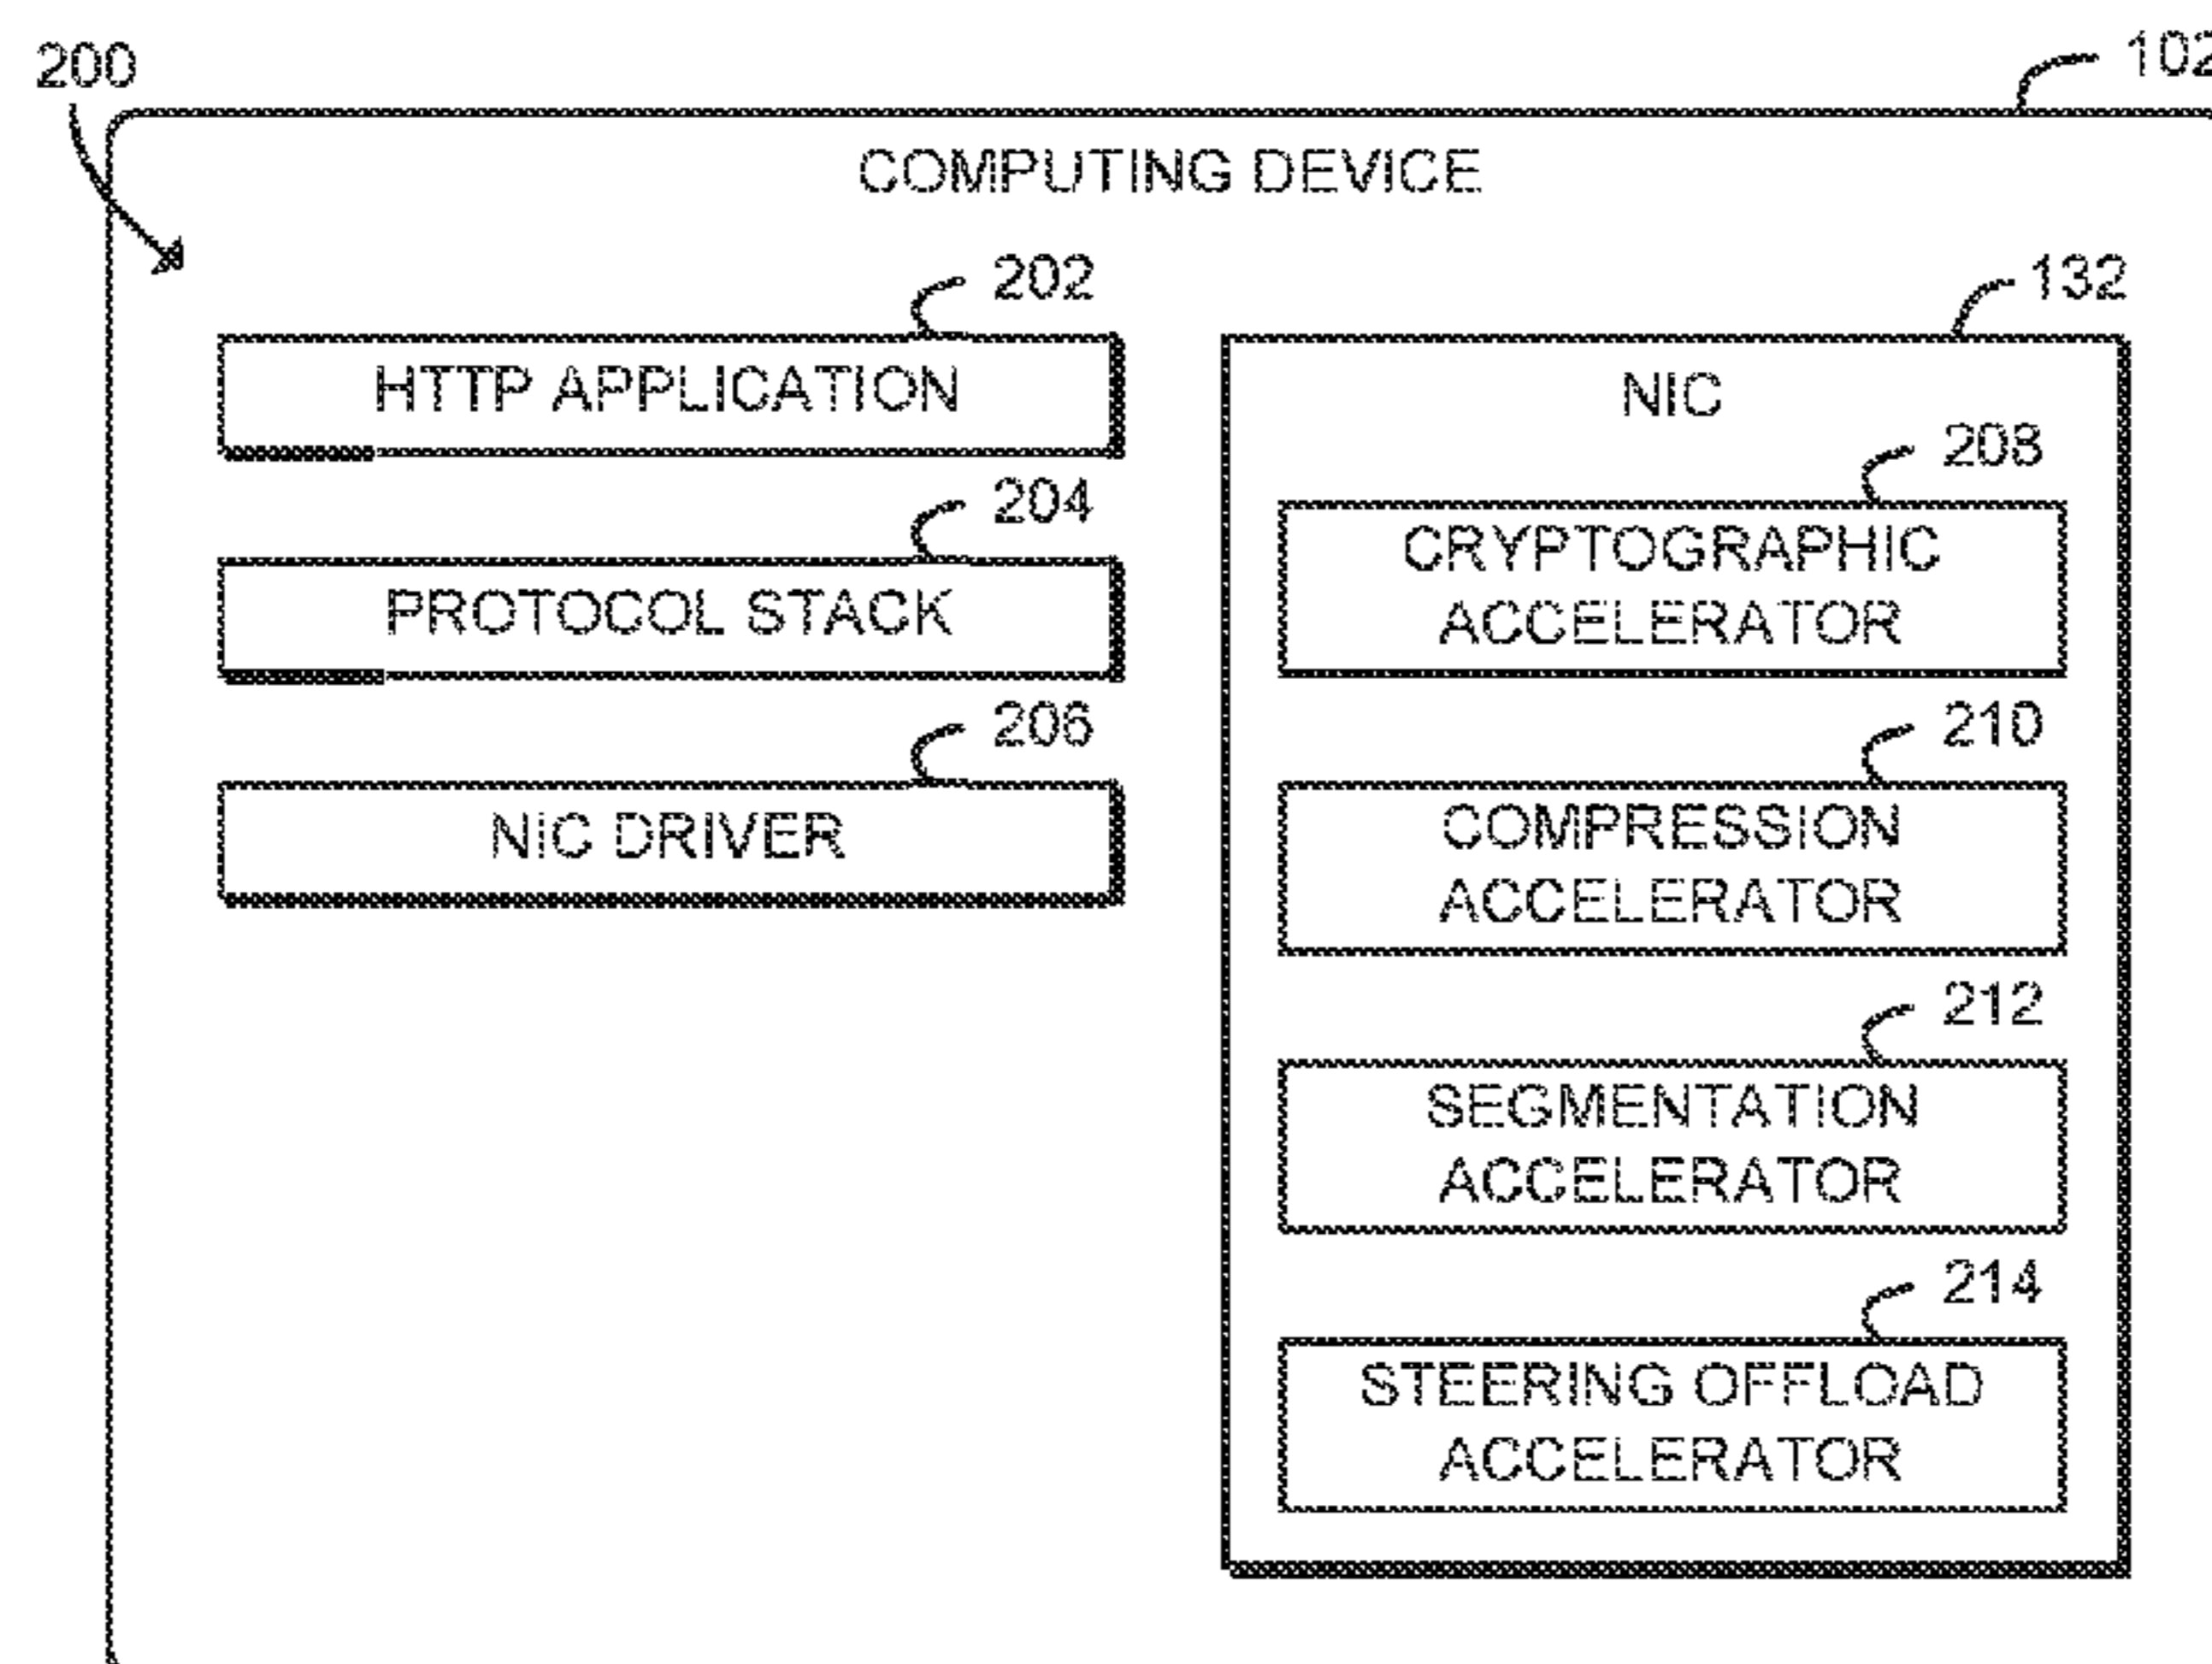 200
102
COMPUTING DEVICE
202
HTTP APPLICATION
204
PROTOCOL STACK
206
NIC DRIVER
132
NIC
208
CRYPTOGRAPHIC
ACCELERATOR
210
COMPRESSION
ACCELERATOR
212
SEGMENTATION
ACCELERATOR
214
STEERING OFFLOAD
ACCELERATOR